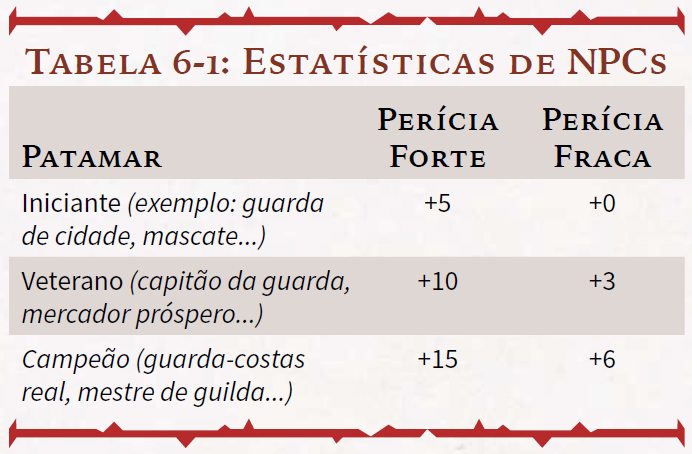 Tabela 6-1: Estatísticas de NPCs
Patamar Perícia Forte Perícia Fraca
Iniciante (exemplo: guarda +5 +0
de cidade, mascate...)
Veterano (capitão da guarda, +10 +3
mercador próspero...)
Campeão (guarda-costas +15 +6
real, mestre de guilda...)